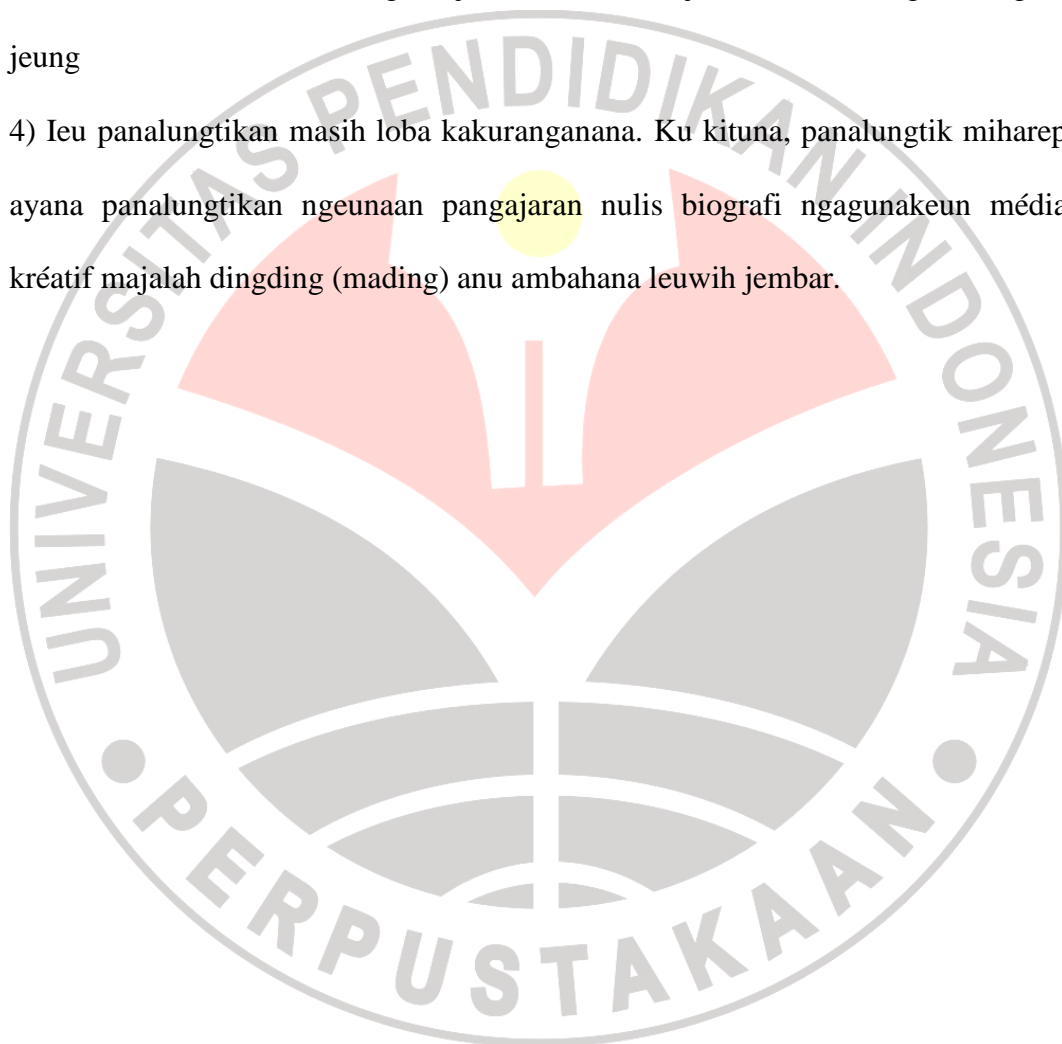 jeung
4) Ieu panalungtikan masih loba kakuranganana. Ku kituna, panalungtik miharep
ayana panalungtikan ngeunaan pangajaran nulis biografi ngagunakeun média
kréatif majalah dingding (mading) anu ambahana leuwih jembar.
UNIVERSITAS PENDIDIKAN INDONESIA
PERPUSTAKAAN